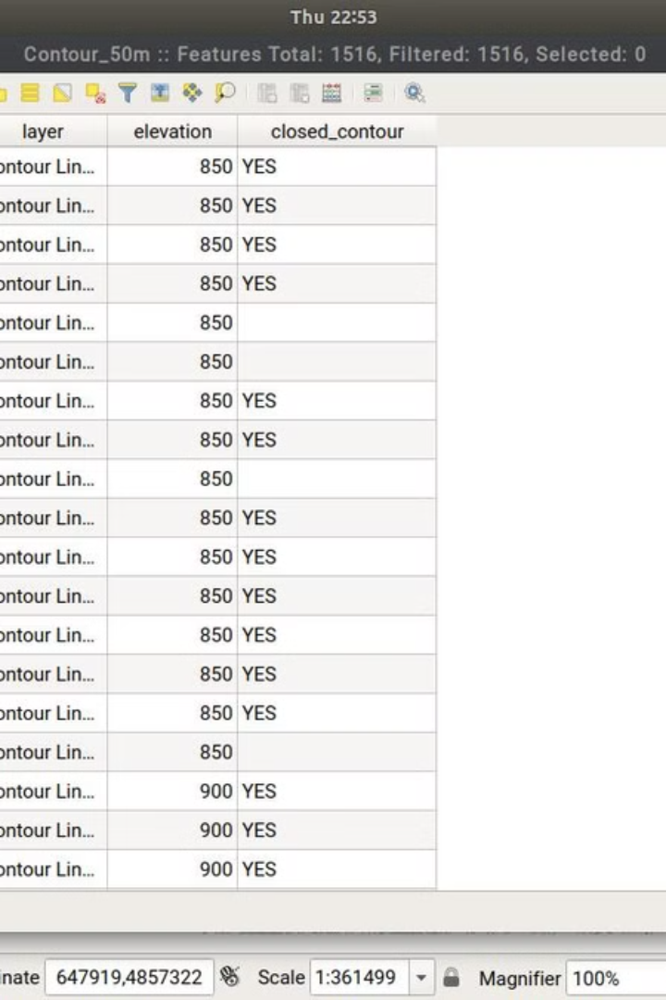 Thu 22:53
Contour_50m :: Features Total: 1516, Filtered: 1516, Selected: 0
layer elevation closed_contour
ontour Lin... 850 YES
ontour Lin... 850 YES
ontour Lin... 850 YES
ontour Lin... 850 YES
ontour Lin... 850
ontour Lin... 850
ontour Lin... 850 YES
ontour Lin... 850 YES
ontour Lin... 850
ontour Lin... 850 YES
ontour Lin... 850 YES
ontour Lin... 850 YES
ontour Lin... 850 YES
ontour Lin... 850 YES
ontour Lin... 850 YES
ontour Lin... 850
ontour Lin... 900 YES
ontour Lin... 900 YES
ontour Lin... 900 YES
inate 647919,4857322 Scale 1:361499 Magnifier 100%